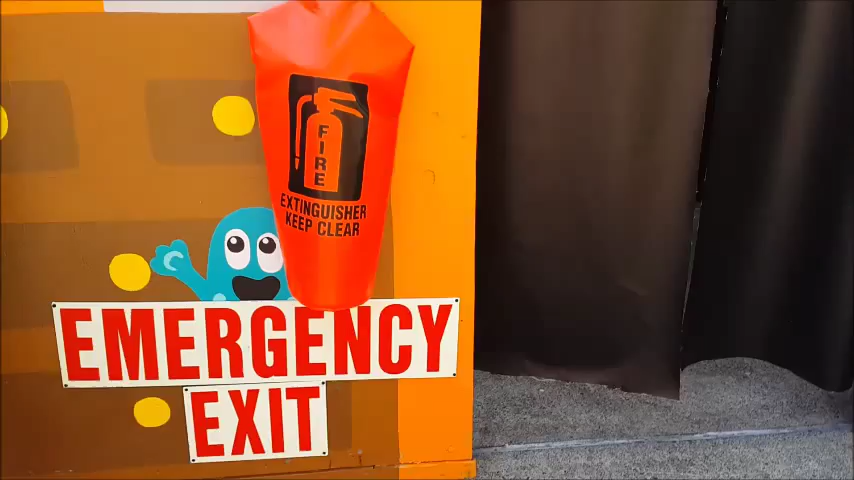 FIRE
EXTINGUISHER
KEEP CLEAR
EMERGENCY
EXIT